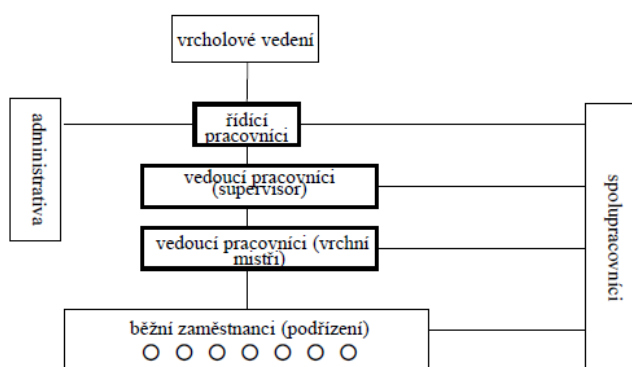 vrcholové vedení
administrativa
řídící
pracovníci
vedoucí pracovníci
(supervisor)
vedoucí pracovníci (vrchní
mistři)
běžní zaměstnanci (podřízení)
spolupracovníci